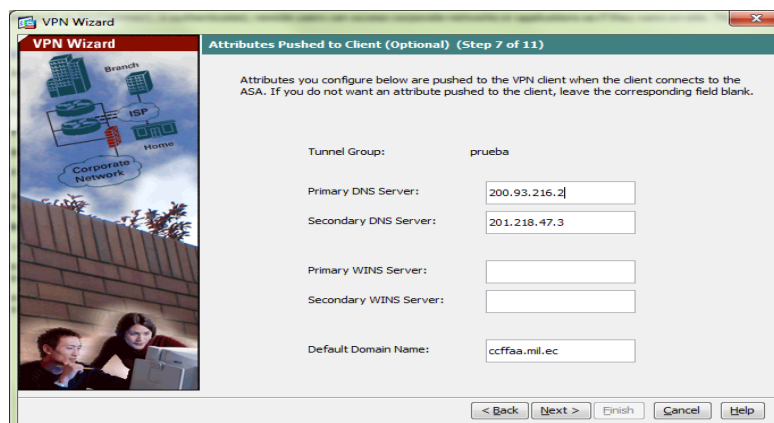 VPN Wizard
VPN Wizard
Attributes Pushed to Client (Optional) (Step 7 of 11)
Branch
ISP
Home
Corporate
Network
Attributes you configure below are pushed to the VPN client when the client connects to the
ASA. If you do not want an attribute pushed to the client, leave the corresponding field blank.
Tunnel Group: prueba
Primary DNS Server: 200.93.216.2
Secondary DNS Server: 201.218.47.3
Primary WINS Server:
Secondary WINS Server:
Default Domain Name: ccffaa.mil.ec
< Back Next > Finish Cancel Help